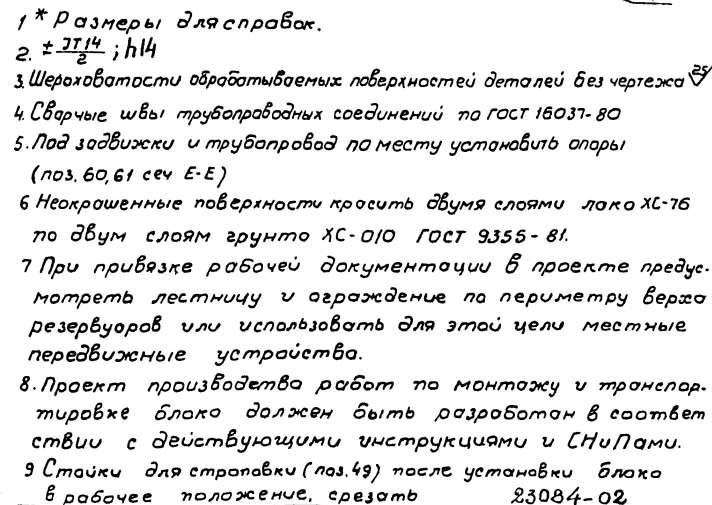 1 * Размеры для справок.
2. ± IT14/2 ; h14
3. Шероховатости обрабатываемых поверхностей деталей без чертежа 25
4. Сварные швы трубопроводных соединений по ГОСТ 16037-80
5. Под задвижки и трубопровод по месту установить опоры
(поз. 60, 61 сеч Е-Е)
6 Неокрашенные поверхности красить двумя слоями лака ХС-76
по двум слоям грунта ХС-010 ГОСТ 9355-81.
7 При привязке рабочей документации в проекте предус-
мотреть лестницу и ограждение по периметру верха
резервуаров или использовать для этой цели местные
передвижные устройства.
8. Проект производства работ по монтажу и транспор-
тировке блока должен быть разработан в соответ
ствии с действующими инструкциями и СНиПами.
9 Стойки для строповки (поз. 49) после установки блока
в рабочее положение, срезать 23084-02